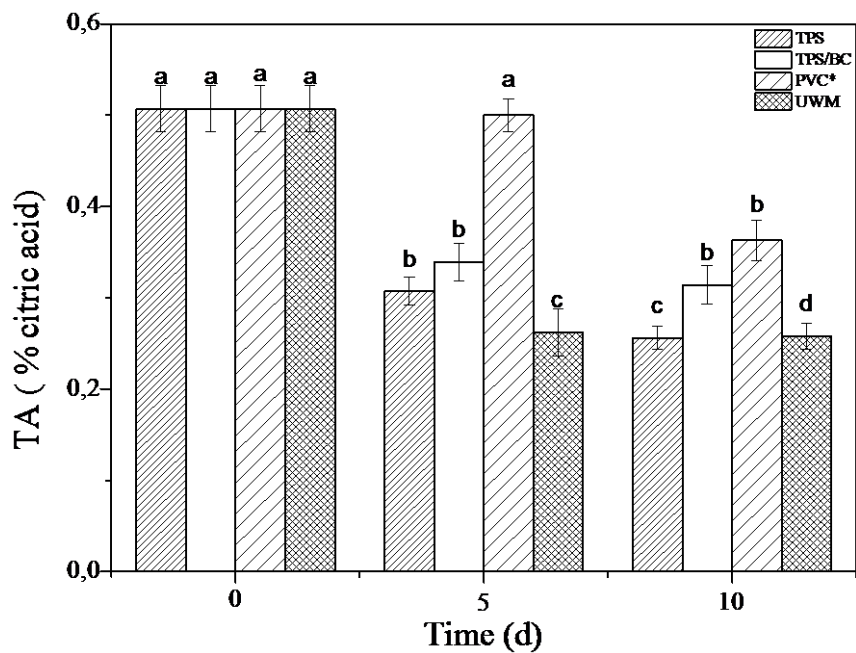 0,6
TPS
TPS/BC
PVC*
UWM
a a a a
a
0,4
b
b
b
b
c
c
d
0,2
0,0
0 5 10
TA ( % citric acid)
Time (d)